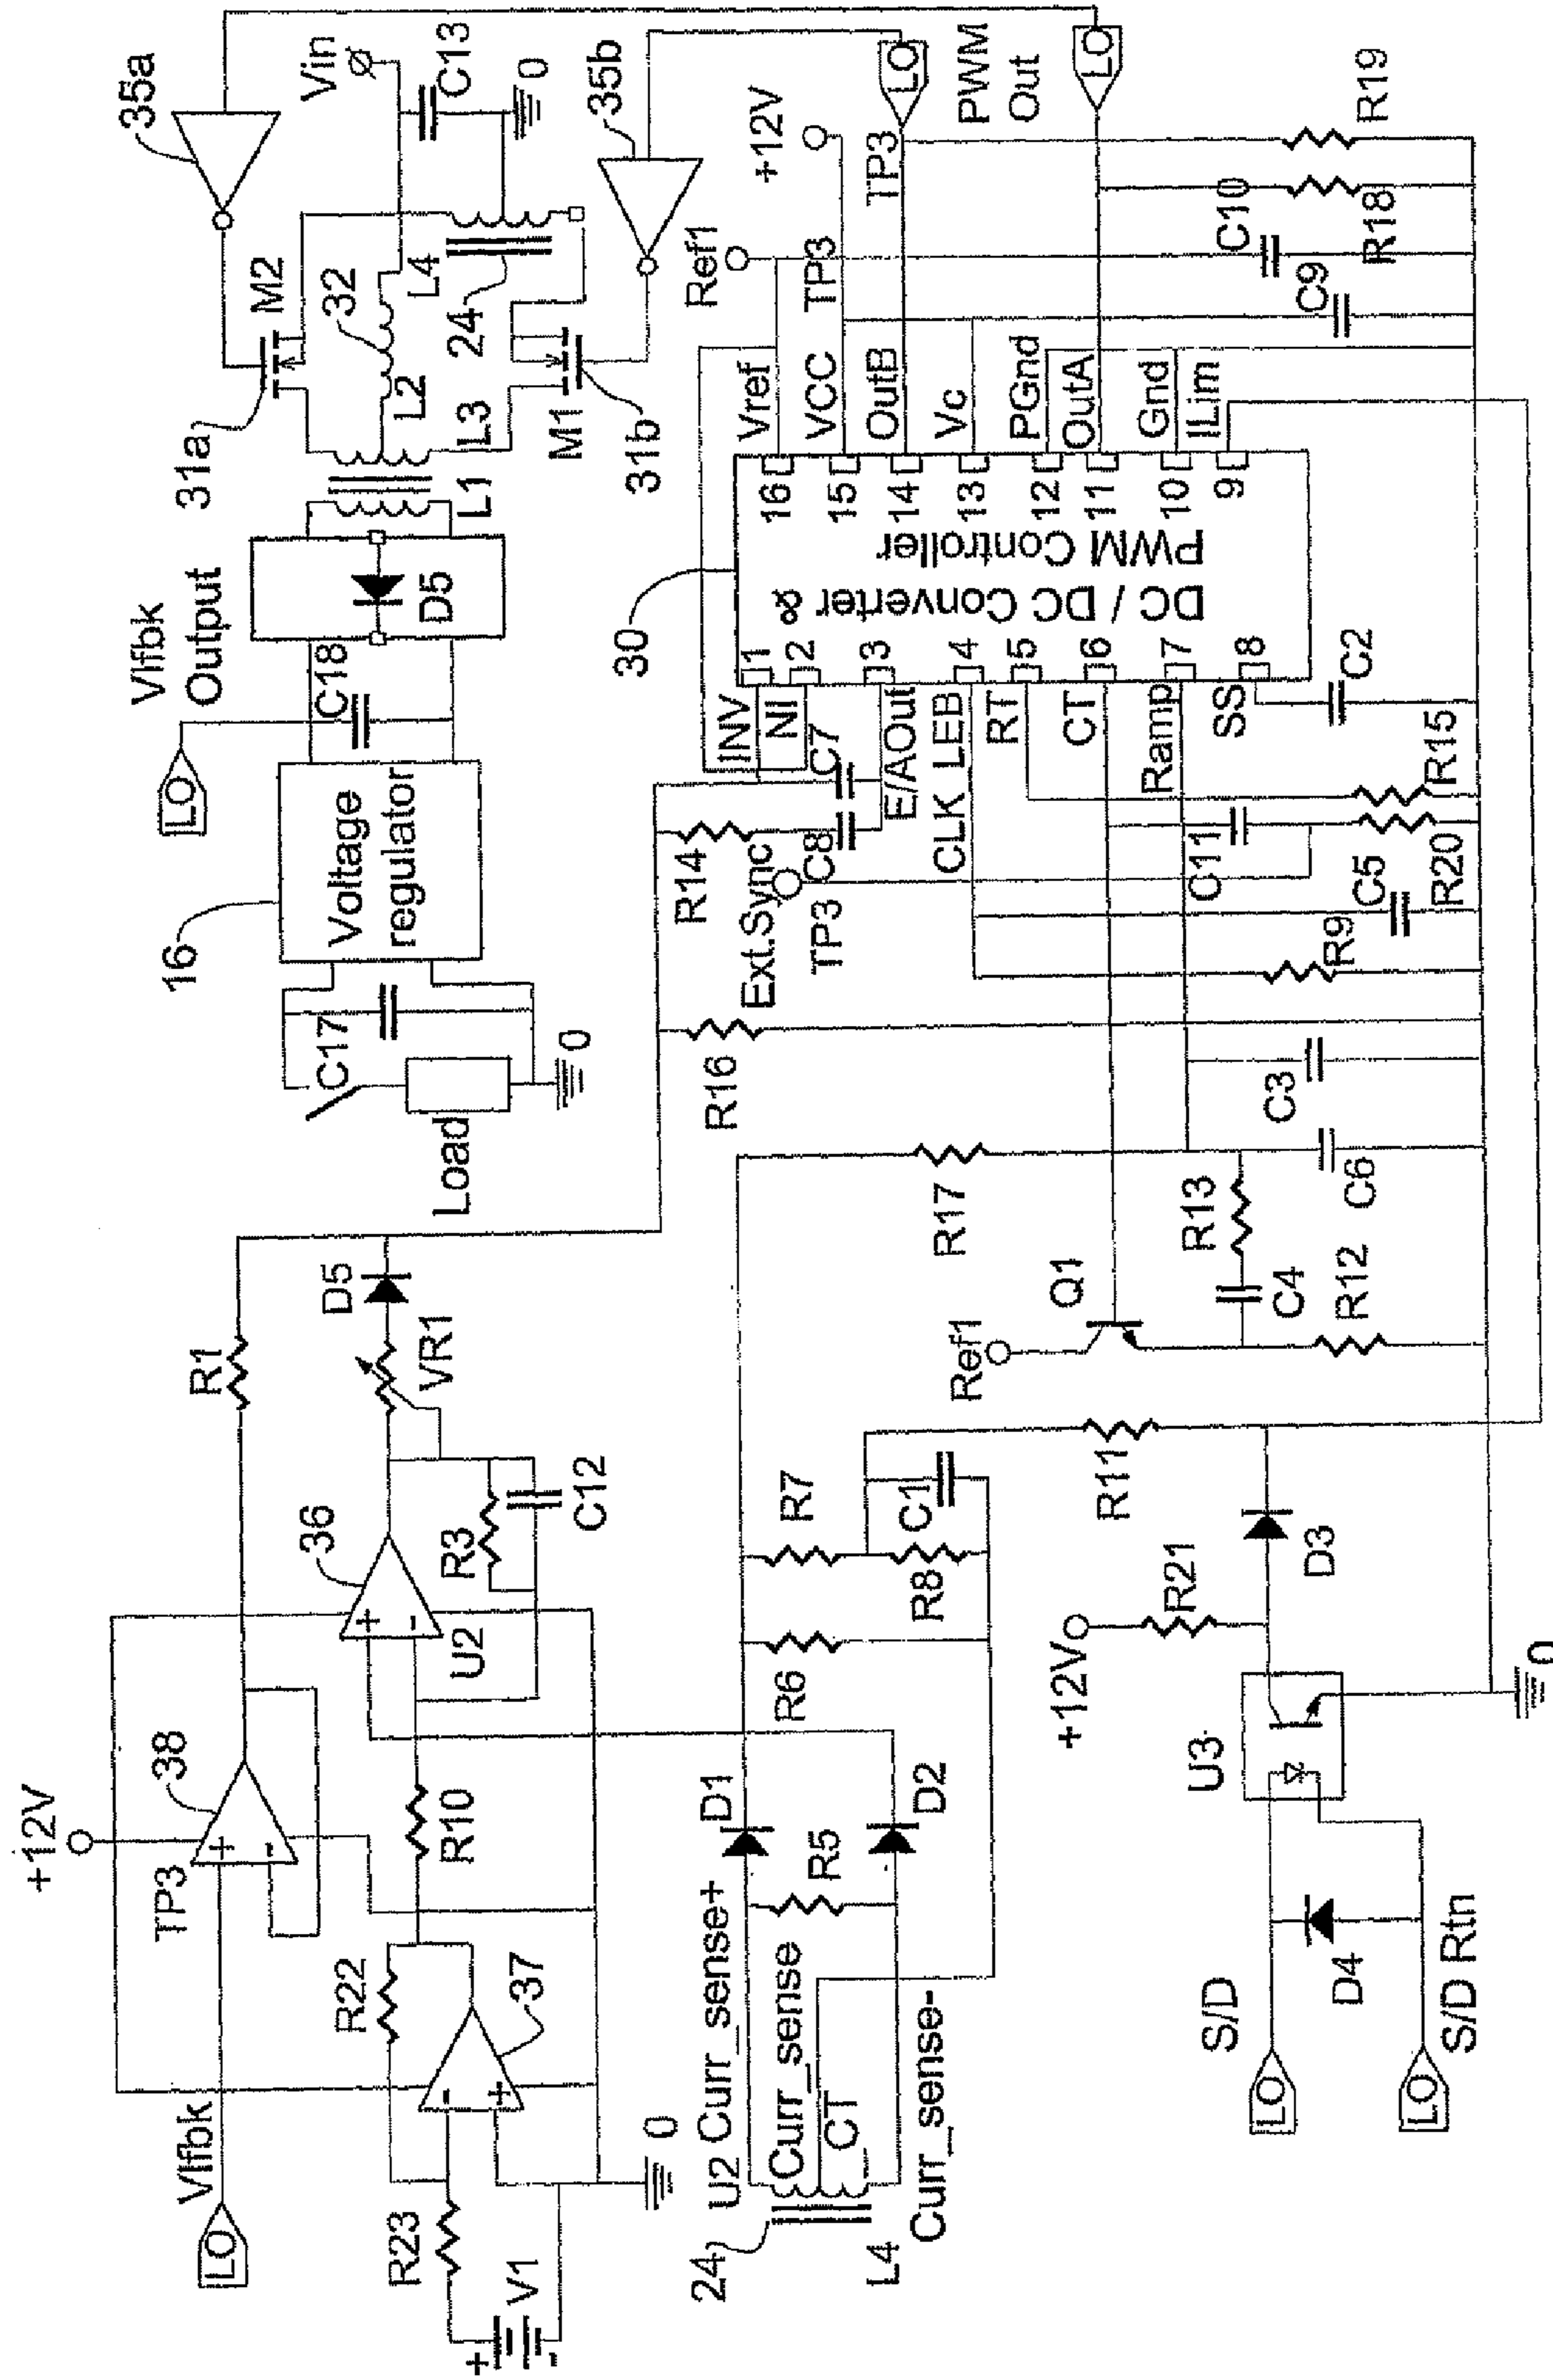 +12V
TP3
38
R1
VIfbk
LO
R22
R23
V1
+
-
37
R10
+
-
+
-
-
+
36
U2
R3
C12
VR1
D5
0
35a
Vin
C13
0
M2
31a
32
L2
L4
24
L3
L1
M1
31b
35b
VIfbk
Output
LO
C18
D5
16
Voltage
regulator
C17
Load
0
U2 Curr_sense+
Curr_sense
_CT
Curr_sense-
24
L4
D1
R5
D2
R6
R7
R8
C1
R11
R17
R16
R14
C8
C7
Ext.Sync
TP3
30
DC / DC Converter &
PWM Controller
INV
NI
E/AOut
CLK_LEB
RT
CT
Ramp
SS
1
2
3
4
5
6
7
8
16
15
14
13
12
11
10
9
Vref
VCC
OutB
Vc
PGnd
OutA
Gnd
ILim
Ref1
TP3
+12V
TP3
LO
PWM
Out
LO
C10
R18
R19
C9
C2
R15
C11
R20
C5
R9
C3
C6
R13
C4
R12
Q1
Ref1
+12V
R21
D3
U3
S/D
LO
D4
S/D Rtn
LO
0